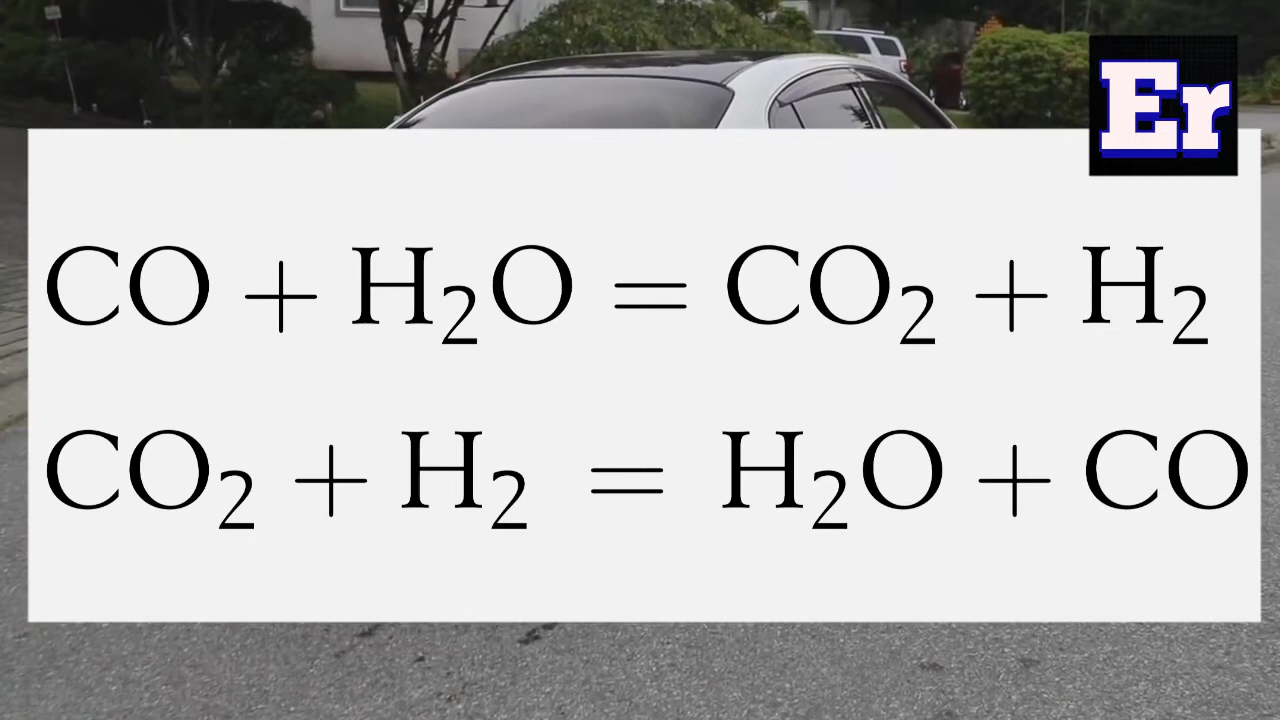 Er
CO + H₂O = CO₂ + H₂
CO₂ + H₂ = H₂O + CO